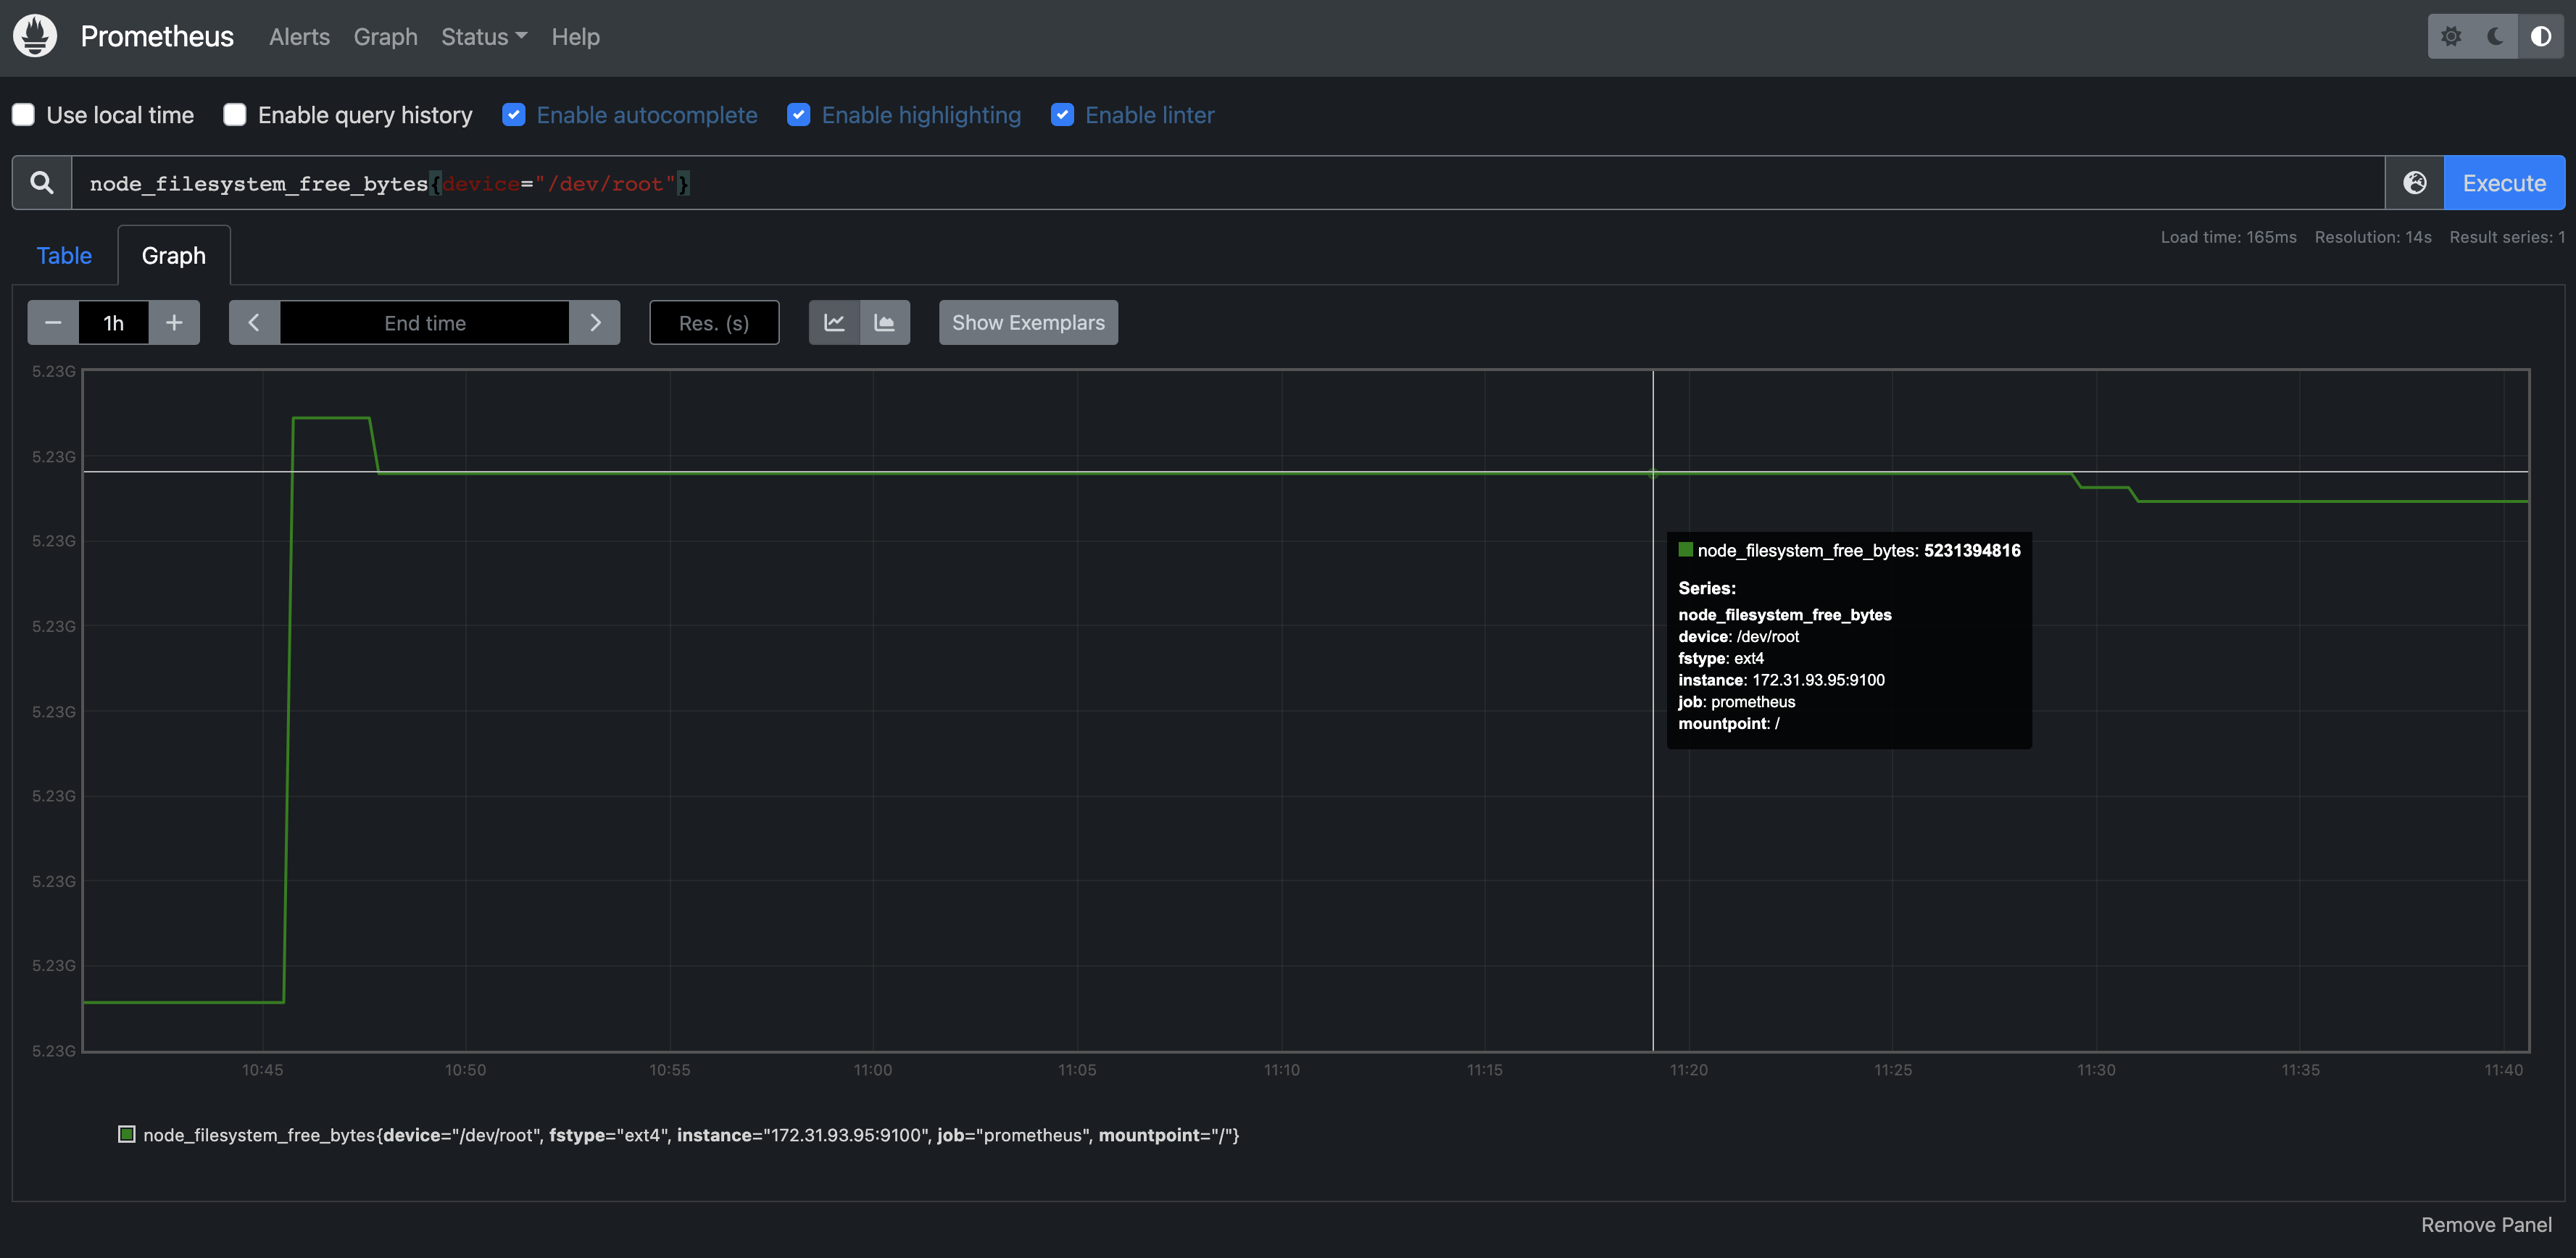 Prometheus Alerts Graph Status Help
Use local time Enable query history Enable autocomplete Enable highlighting Enable linter
node_filesystem_free_bytes{device="/dev/root"} Execute
Load time: 165ms Resolution: 14s Result series: 1
Table Graph
1h End time Res. (s) Show Exemplars
5.23G
5.23G
5.23G
5.23G
5.23G
5.23G
5.23G
5.23G
5.23G
node_filesystem_free_bytes: 5231394816
Series:
node_filesystem_free_bytes
device: /dev/root
fstype: ext4
instance: 172.31.93.95:9100
job: prometheus
mountpoint: /
10:45 10:50 10:55 11:00 11:05 11:10 11:15 11:20 11:25 11:30 11:35 11:40
node_filesystem_free_bytes{device="/dev/root", fstype="ext4", instance="172.31.93.95:9100", job="prometheus", mountpoint="/"}
Remove Panel